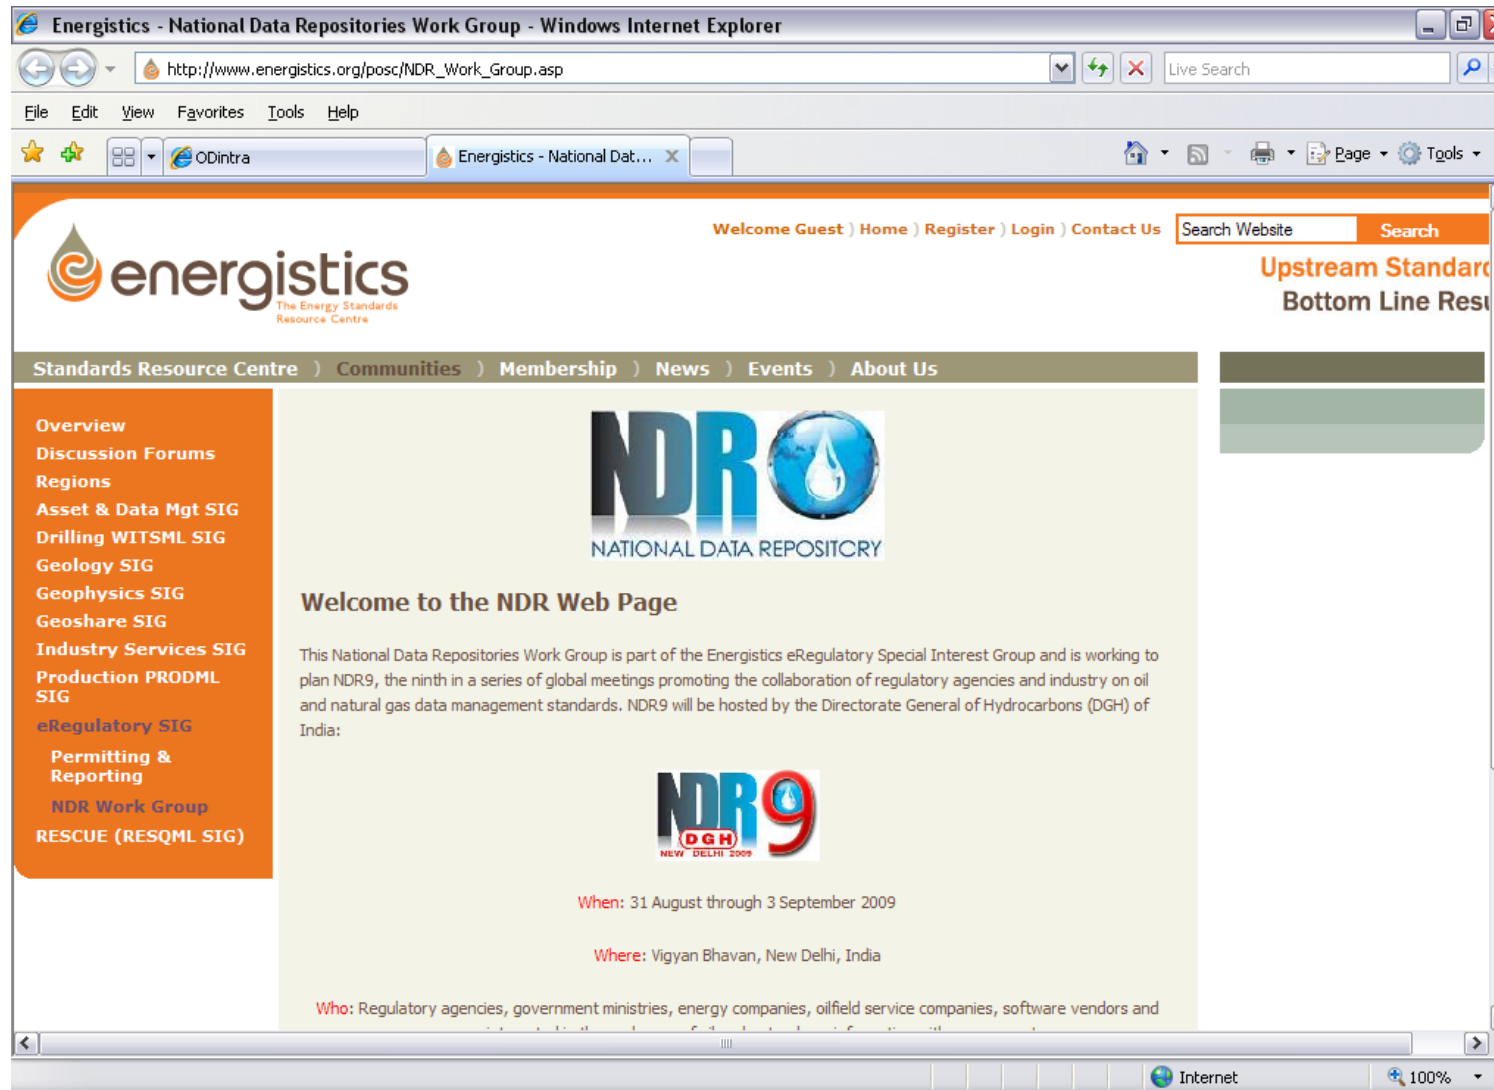 Energistics - National Data Repositories Work Group - Windows Internet Explorer
http://www.energistics.org/posc/NDR_Work_Group.asp
Live Search
File Edit View Favorites Tools Help
ODintra
Energistics - National Dat...
Page
Tools
Welcome Guest ) Home ) Register ) Login ) Contact Us
Search Website
Search
energistics
The Energy Standards
Resource Centre
Upstream Standard
Bottom Line Resu
Standards Resource Centre ) Communities ) Membership ) News ) Events ) About Us
Overview
Discussion Forums
Regions
Asset & Data Mgt SIG
Drilling WITSML SIG
Geology SIG
Geophysics SIG
Geoshare SIG
Industry Services SIG
Production PRODML
SIG
eRegulatory SIG
Permitting &
Reporting
NDR Work Group
RESCUE (RESQML SIG)
NDR
NATIONAL DATA REPOSITORY
Welcome to the NDR Web Page
This National Data Repositories Work Group is part of the Energistics eRegulatory Special Interest Group and is working to
plan NDR9, the ninth in a series of global meetings promoting the collaboration of regulatory agencies and industry on oil
and natural gas data management standards. NDR9 will be hosted by the Directorate General of Hydrocarbons (DGH) of
India:
NDR9
DGH
NEW DELHI 2009
When: 31 August through 3 September 2009
Where: Vigyan Bhavan, New Delhi, India
Who: Regulatory agencies, government ministries, energy companies, oilfield service companies, software vendors and
Internet
100%